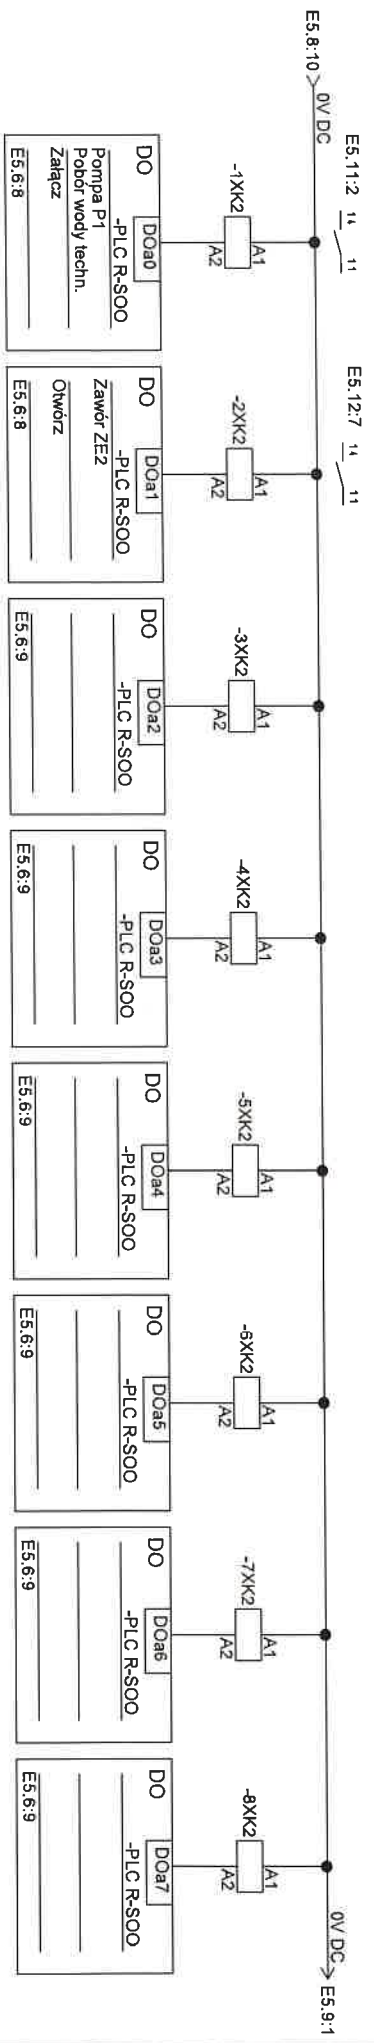 E5.11:2
14
11
E5.12:7
14
11
E5.8:10
0V DC
0V DC
E5.9:1
-1XK2
A1
A2
-2XK2
A1
A2
-3XK2
A1
A2
-4XK2
A1
A2
-5XK2
A1
A2
-6XK2
A1
A2
-7XK2
A1
A2
-8XK2
A1
A2
DO
DOa0
-PLC R-SOO
Pompa P1
Pobór wody techn.
Załącz
E5.6:8
DO
DOa1
-PLC R-SOO
Zawór ZE2
Otwórz
E5.6:8
DO
DOa2
-PLC R-SOO
E5.6:9
DO
DOa3
-PLC R-SOO
E5.6:9
DO
DOa4
-PLC R-SOO
E5.6:9
DO
DOa5
-PLC R-SOO
E5.6:9
DO
DOa6
-PLC R-SOO
E5.6:9
DO
DOa7
-PLC R-SOO
E5.6:9